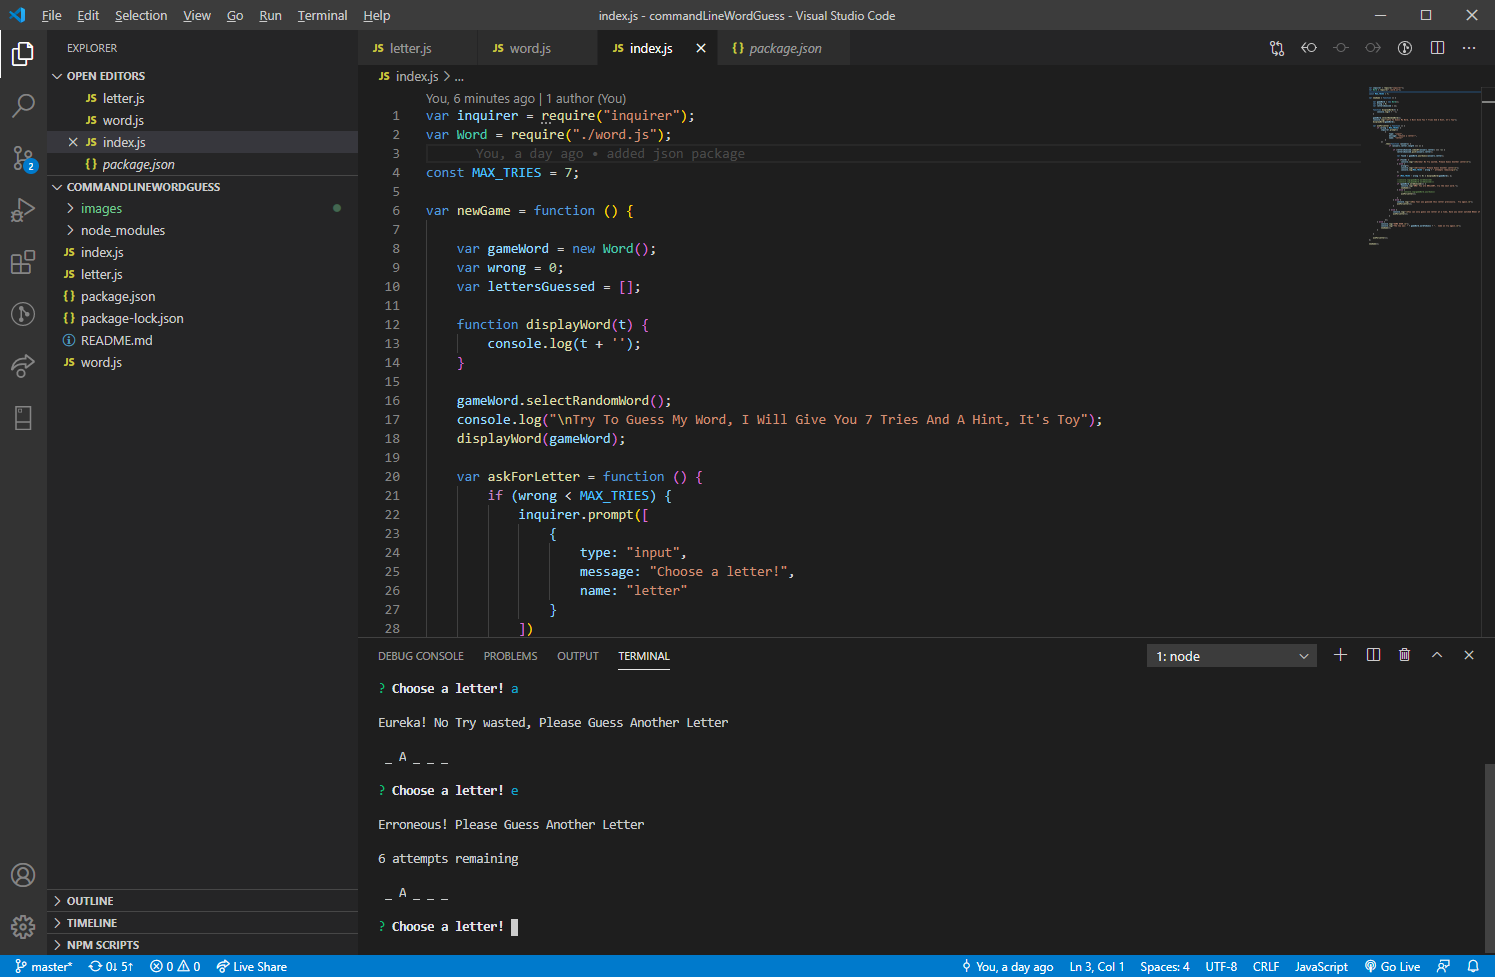 File Edit Selection View Go Run Terminal Help
index.js - commandLineWordGuess - Visual Studio Code
EXPLORER
OPEN EDITORS
JS letter.js
JS word.js
JS index.js
{} package.json
COMMANDLINEWORDGUESS
images
node_modules
JS index.js
JS letter.js
{} package.json
{} package-lock.json
README.md
JS word.js
OUTLINE
TIMELINE
NPM SCRIPTS
2
JS letter.js JS word.js JS index.js {} package.json
JS index.js > ...
You, 6 minutes ago | 1 author (You)
1 var inquirer = require("inquirer");
2 var Word = require("./word.js");
3 You, a day ago • added json package
4 const MAX_TRIES = 7;
5
6 var newGame = function () {
7
8 var gameWord = new Word();
9 var wrong = 0;
10 var lettersGuessed = [];
11
12 function displayWord(t) {
13 console.log(t + '');
14 }
15
16 gameWord.selectRandomWord();
17 console.log("\nTry To Guess My Word, I Will Give You 7 Tries And A Hint, It's Toy");
18 displayWord(gameWord);
19
20 var askForLetter = function () {
21 if (wrong < MAX_TRIES) {
22 inquirer.prompt([
23 {
24 type: "input",
25 message: "Choose a letter!",
26 name: "letter"
27 }
28 ])
DEBUG CONSOLE PROBLEMS OUTPUT TERMINAL
1: node
? Choose a letter! a
Eureka! No Try wasted, Please Guess Another Letter
_ A _ _ _
? Choose a letter! e
Erroneous! Please Guess Another Letter
6 attempts remaining
_ A _ _ _
? Choose a letter!
master* 0↓ 5↑ 0 0 Live Share
You, a day ago Ln 3, Col 1 Spaces: 4 UTF-8 CRLF JavaScript Go Live